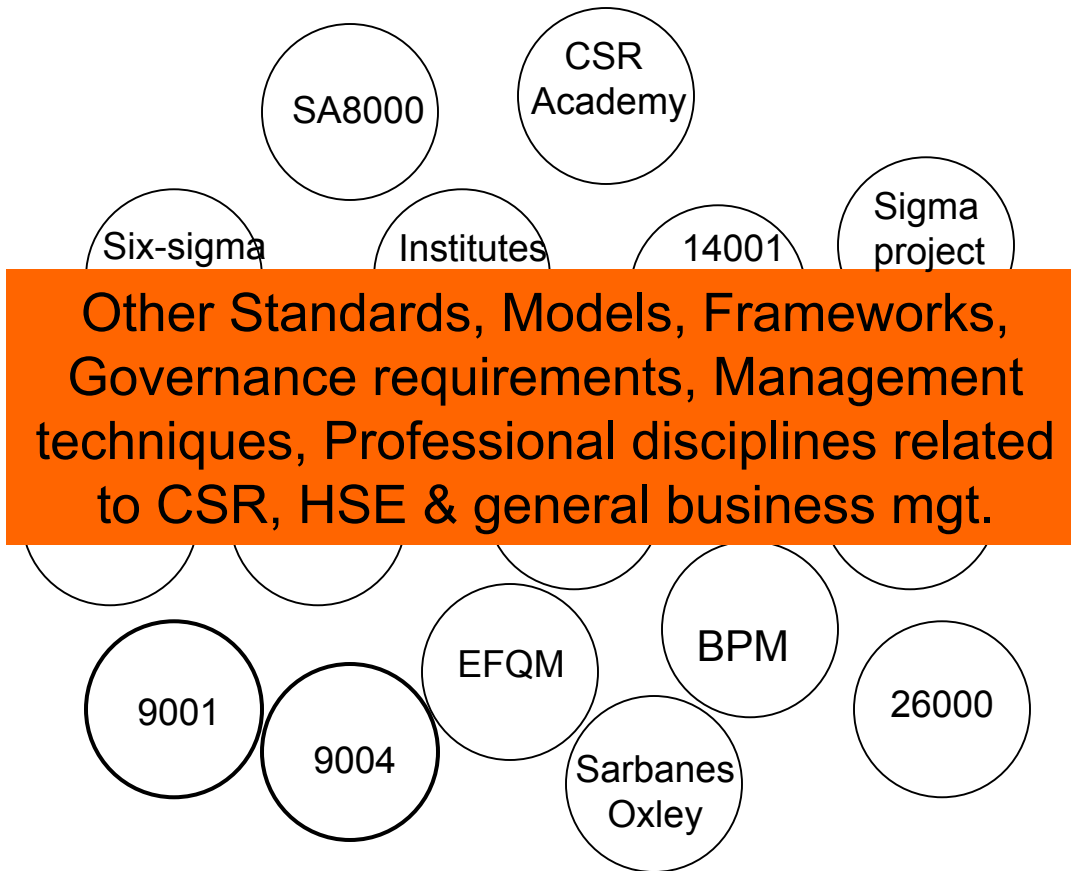 CSR
Academy
SA8000
Sigma
project
Six-sigma
Institutes
14001
Other Standards, Models, Frameworks,
Governance requirements, Management
techniques, Professional disciplines related
to CSR, HSE & general business mgt.
EFQM
BPM
9001
9004
26000
Sarbanes
Oxley